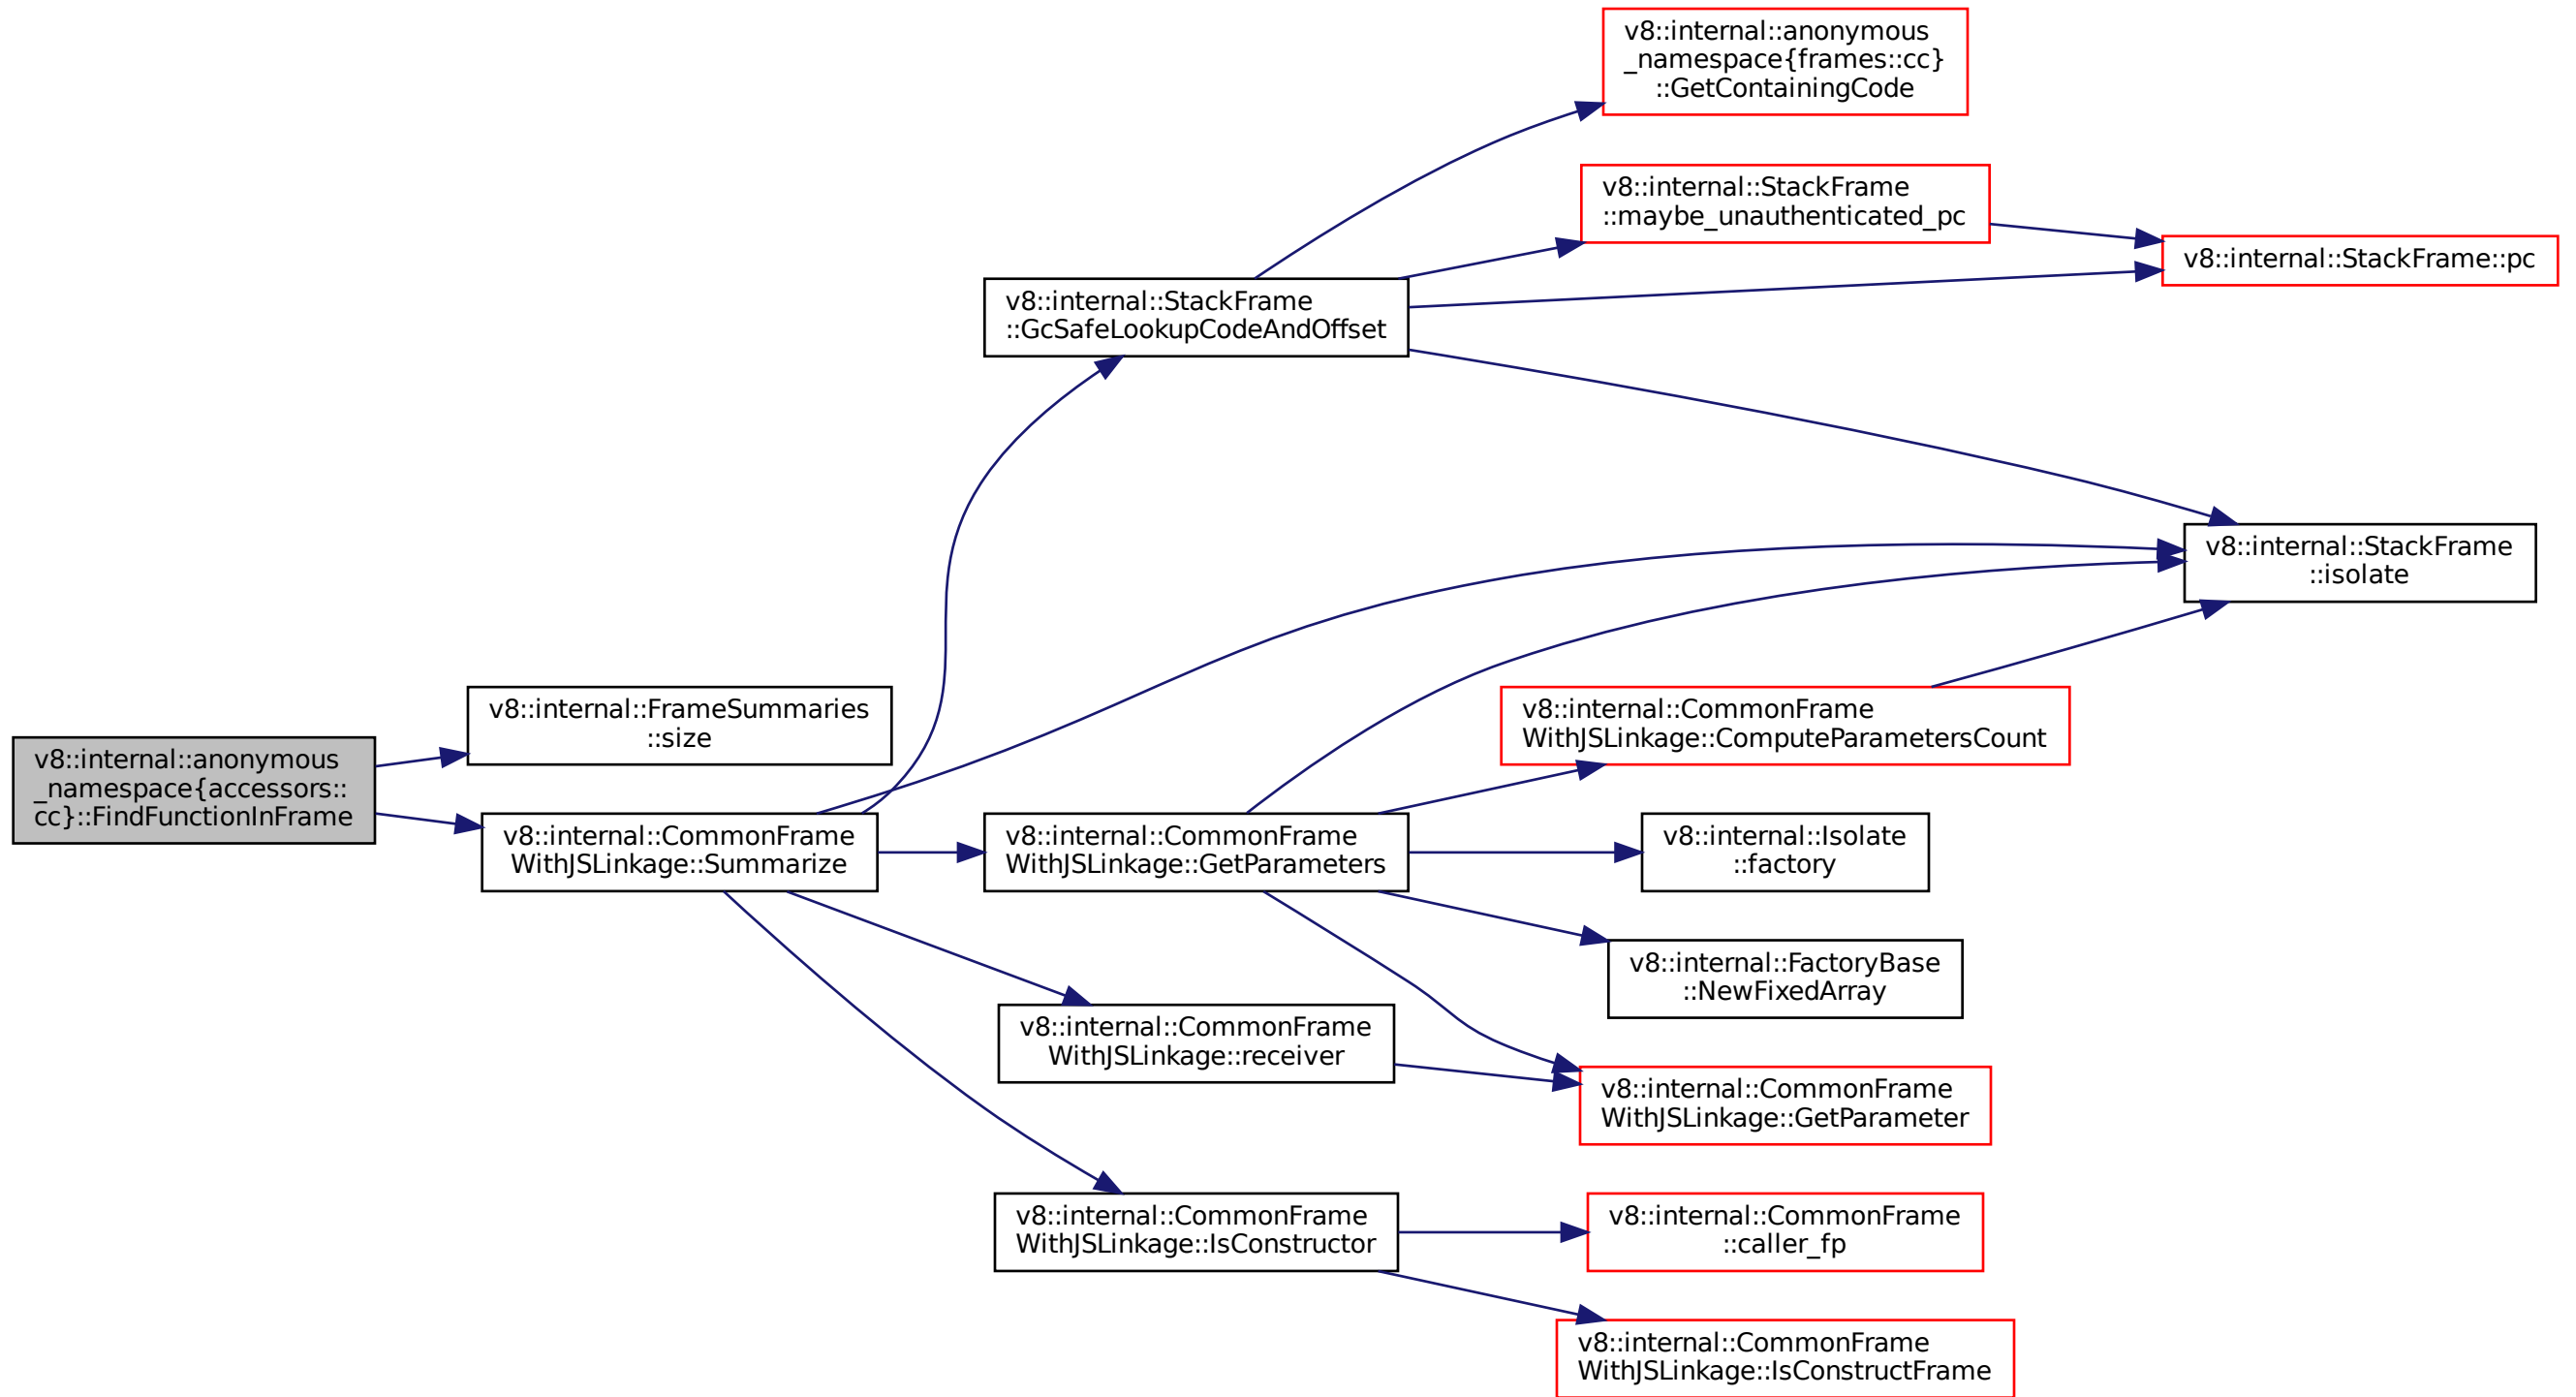 v8::internal::anonymous
_namespace{frames::cc}
::GetContainingCode
v8::internal::StackFrame
::maybe_unauthenticated_pc
v8::internal::StackFrame::pc
v8::internal::StackFrame
::GcSafeLookupCodeAndOffset
v8::internal::StackFrame
::isolate
v8::internal::FrameSummaries
::size
v8::internal::CommonFrame
WithJSLinkage::ComputeParametersCount
v8::internal::anonymous
_namespace{accessors::
cc}::FindFunctionInFrame
v8::internal::CommonFrame
WithJSLinkage::Summarize
v8::internal::CommonFrame
WithJSLinkage::GetParameters
v8::internal::Isolate
::factory
v8::internal::FactoryBase
::NewFixedArray
v8::internal::CommonFrame
WithJSLinkage::receiver
v8::internal::CommonFrame
WithJSLinkage::GetParameter
v8::internal::CommonFrame
WithJSLinkage::IsConstructor
v8::internal::CommonFrame
::caller_fp
v8::internal::CommonFrame
WithJSLinkage::IsConstructFrame